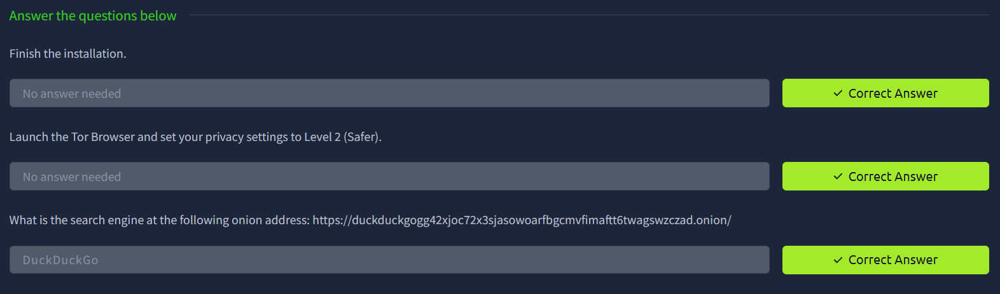 Answer the questions below
Finish the installation.
No answer needed
✓ Correct Answer
Launch the Tor Browser and set your privacy settings to Level 2 (Safer).
No answer needed
✓ Correct Answer
What is the search engine at the following onion address: https://duckduckgogg42xjoc72x3sjasowoarfbgcmvfimaftt6twagswzczad.onion/
DuckDuckGo
✓ Correct Answer